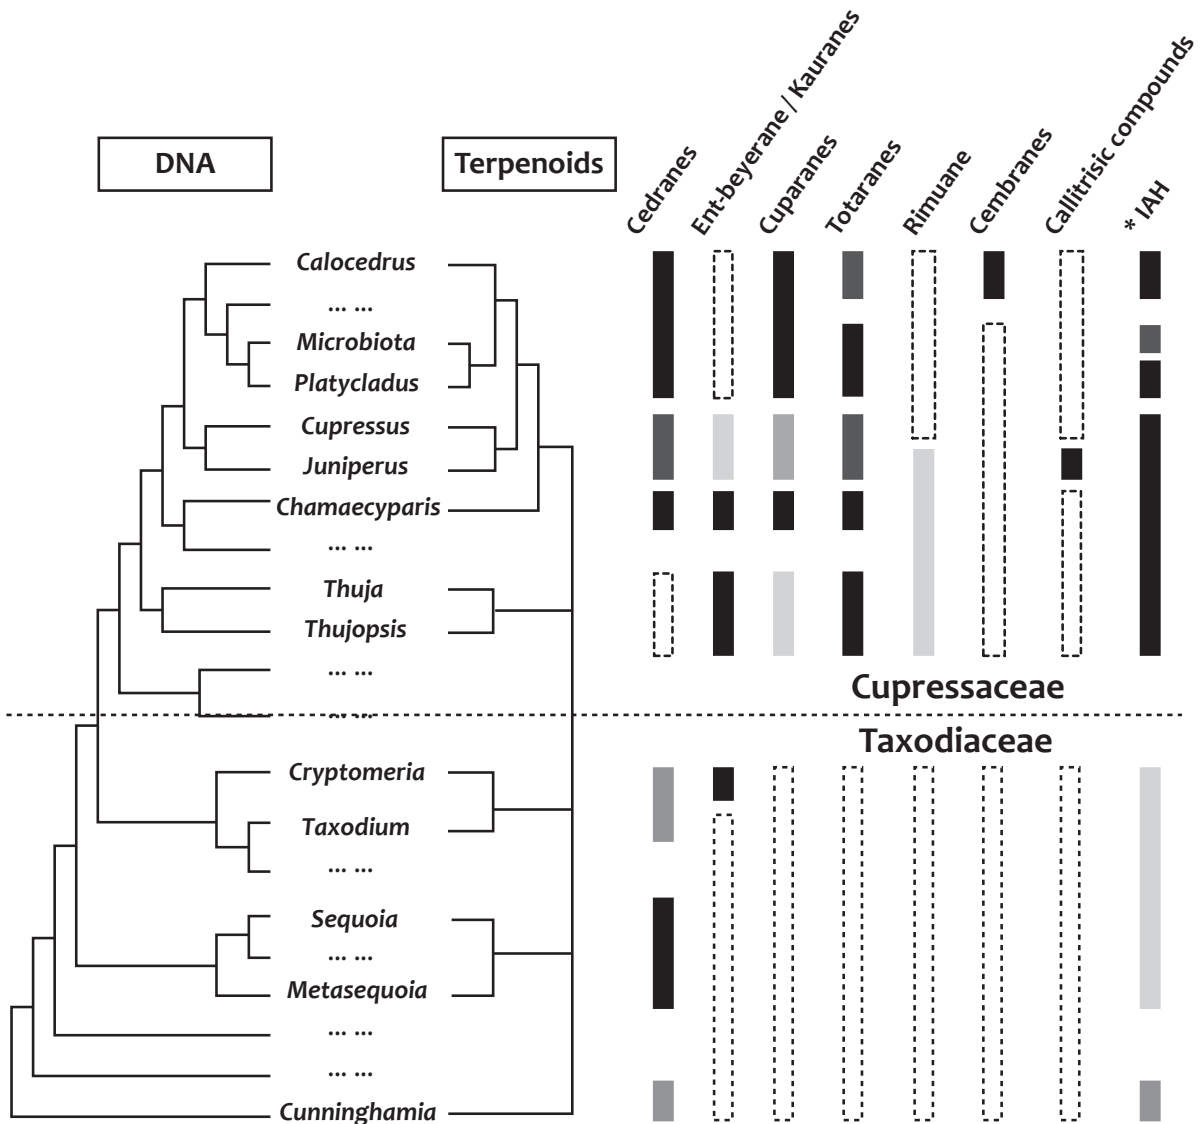 DNA
Terpenoids
Cedranes
Ent-beyerane / Kauranes
Cuparanes
Totaranes
Rimuane
Cembranes
Callitrisic compounds
* IAH
Calocedrus
... ...
Microbiota
Platycladus
Cupressus
Juniperus
Chamaecyparis
... ...
Thuja
Thujopsis
... ...
Cupressaceae
... ...
Taxodiaceae
Cryptomeria
Taxodium
... ...
Sequoia
... ...
Metasequoia
... ...
... ...
Cunninghamia